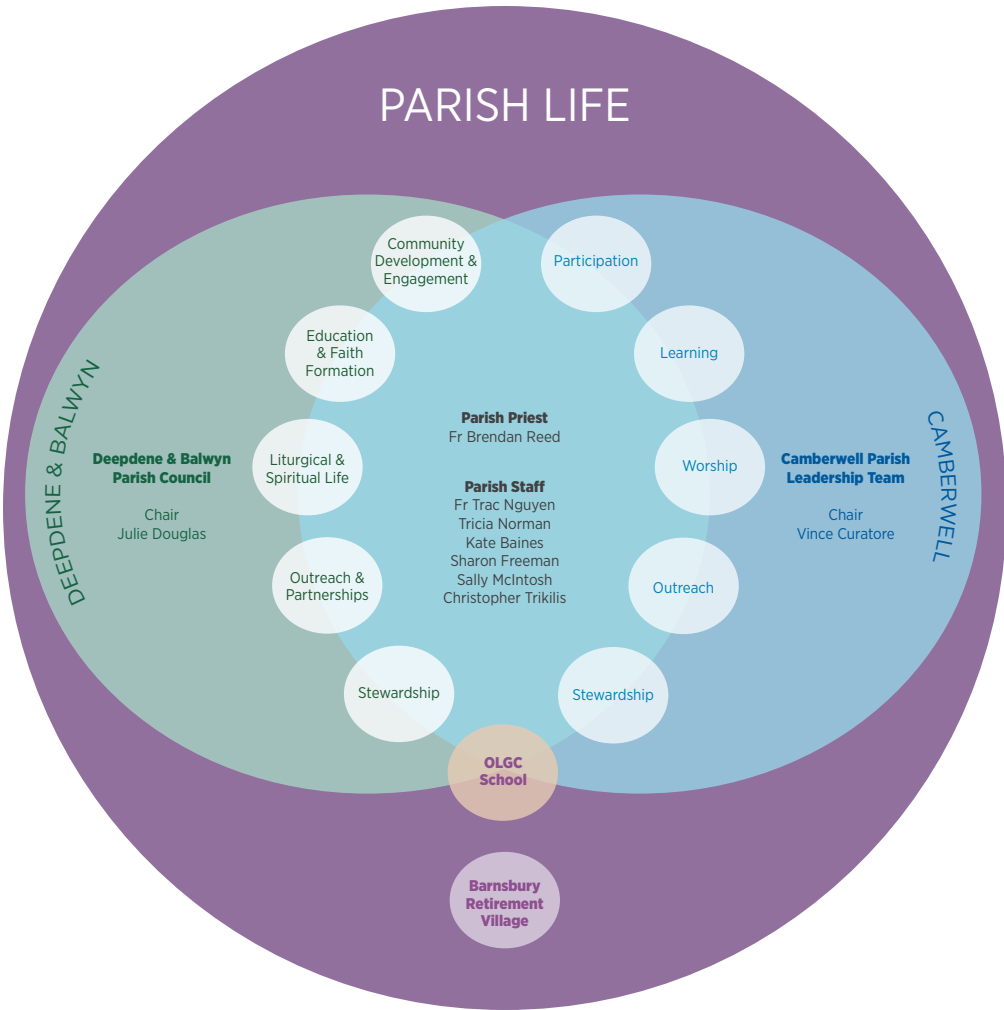 PARISH LIFE
DEEPDENE & BALWYN
Deepdene & Balwyn
Parish Council
Chair
Julie Douglas
Community
Development &
Engagement
Education
& Faith
Formation
Liturgical &
Spiritual Life
Outreach &
Partnerships
Stewardship
Parish Priest
Fr Brendan Reed
Parish Staff
Fr Trac Nguyen
Tricia Norman
Kate Baines
Sharon Freeman
Sally McIntosh
Christopher Trikilis
Participation
Learning
Worship
Outreach
Stewardship
Camberwell Parish
Leadership Team
Chair
Vince Curatore
CAMBERWELL
OLGC
School
Barnsbury
Retirement
Village